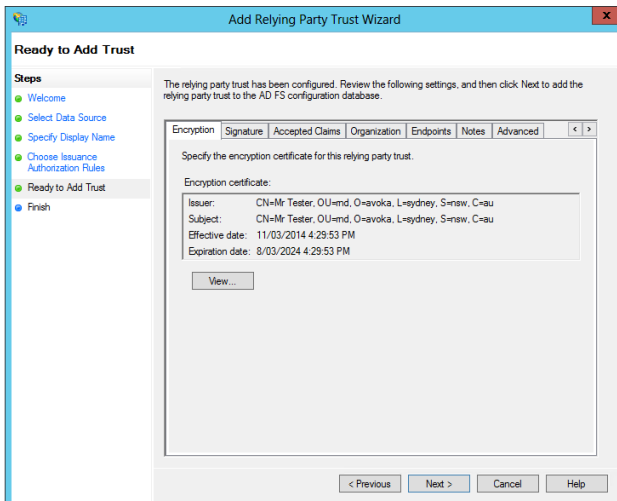 Add Relying Party Trust Wizard
x
Ready to Add Trust
Steps
Welcome
Select Data Source
Specify Display Name
Choose Issuance
Authorization Rules
Ready to Add Trust
Finish
The relying party trust has been configured. Review the following settings, and then click Next to add the
relying party trust to the AD FS configuration database.
Encryption Signature Accepted Claims Organization Endpoints Notes Advanced < >
Specify the encryption certificate for this relying party trust.
Encryption certificate:
Issuer: CN=Mr Tester, OU=rnd, O=avoka, L=sydney, S=nsw, C=au
Subject: CN=Mr Tester, OU=rnd, O=avoka, L=sydney, S=nsw, C=au
Effective date: 11/03/2014 4:29:53 PM
Expiration date: 8/03/2024 4:29:53 PM
View...
< Previous Next > Cancel Help